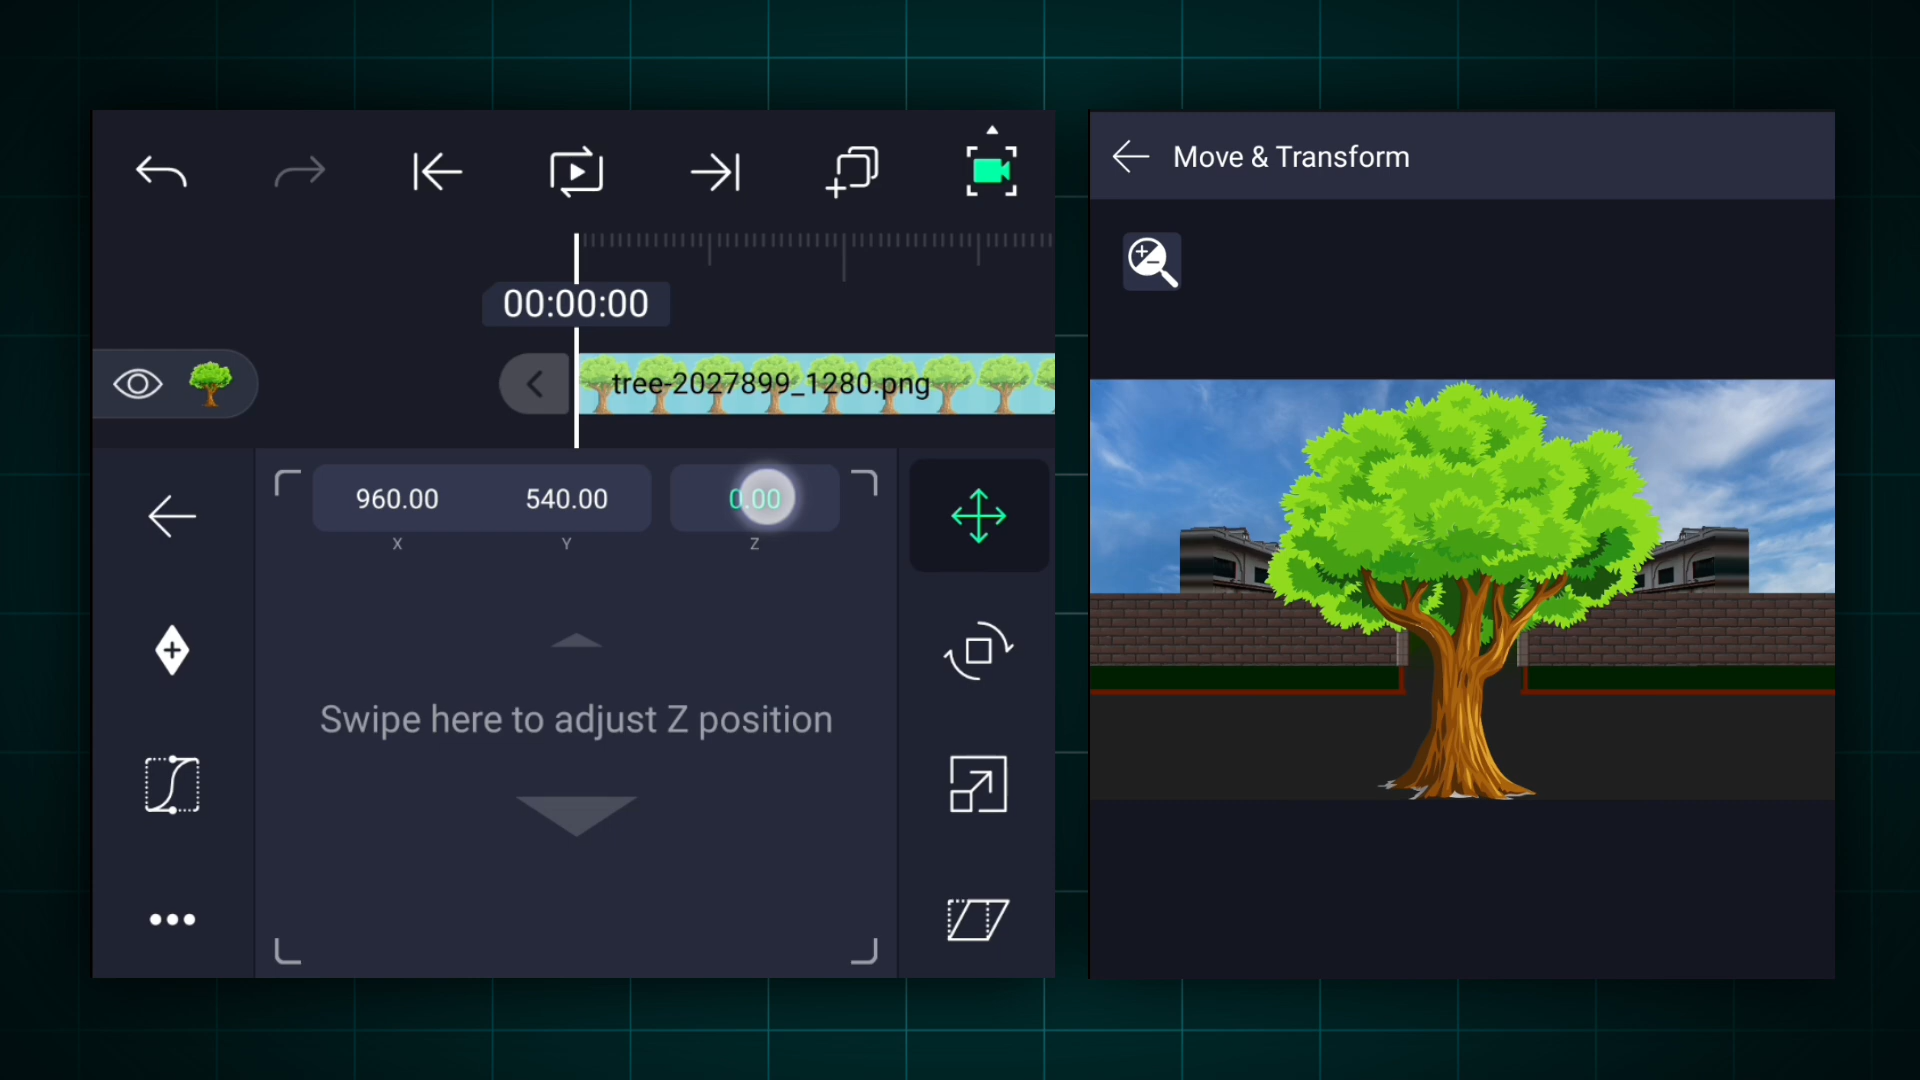 Move & Transform
00:00:00
tree-2027899_1280.png
960.00 540.00 0.00
X Y Z
Swipe here to adjust Z position